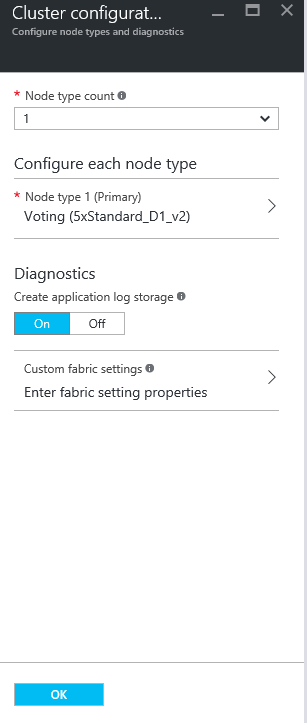 Cluster configurat...
Configure node types and diagnostics
* Node type count
1
Configure each node type
* Node type 1 (Primary)
Voting (5xStandard_D1_v2)
Diagnostics
Create application log storage
On Off
Custom fabric settings
Enter fabric setting properties
OK